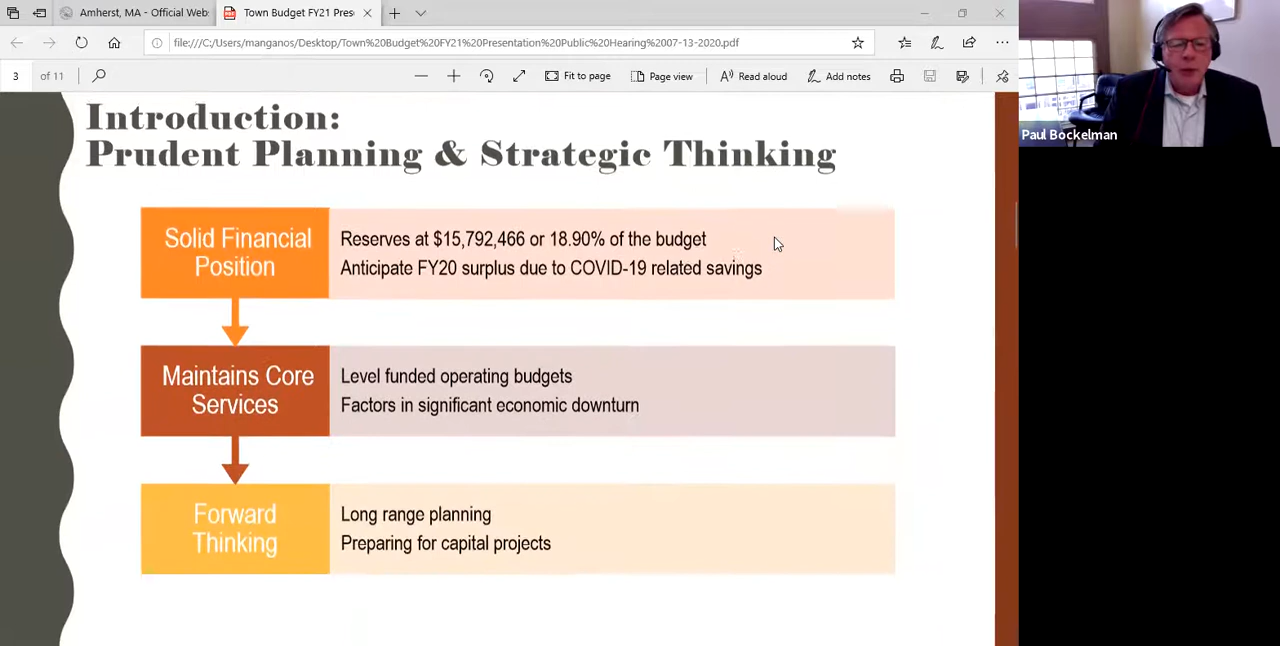 Amherst, MA - Official Web
Town Budget FY21 Pres
file:///C:/Users/manganos/Desktop/Town%20Budget%20FY21%20Presentation%20Public%20Hearing%2007-13-2020.pdf
3 of 11
Fit to page
Page view
Read aloud
Add notes
Paul Bockelman
Introduction:
Prudent Planning & Strategic Thinking
Solid Financial
Position
Reserves at $15,792,466 or 18.90% of the budget
Anticipate FY20 surplus due to COVID-19 related savings
Maintains Core
Services
Level funded operating budgets
Factors in significant economic downturn
Forward
Thinking
Long range planning
Preparing for capital projects